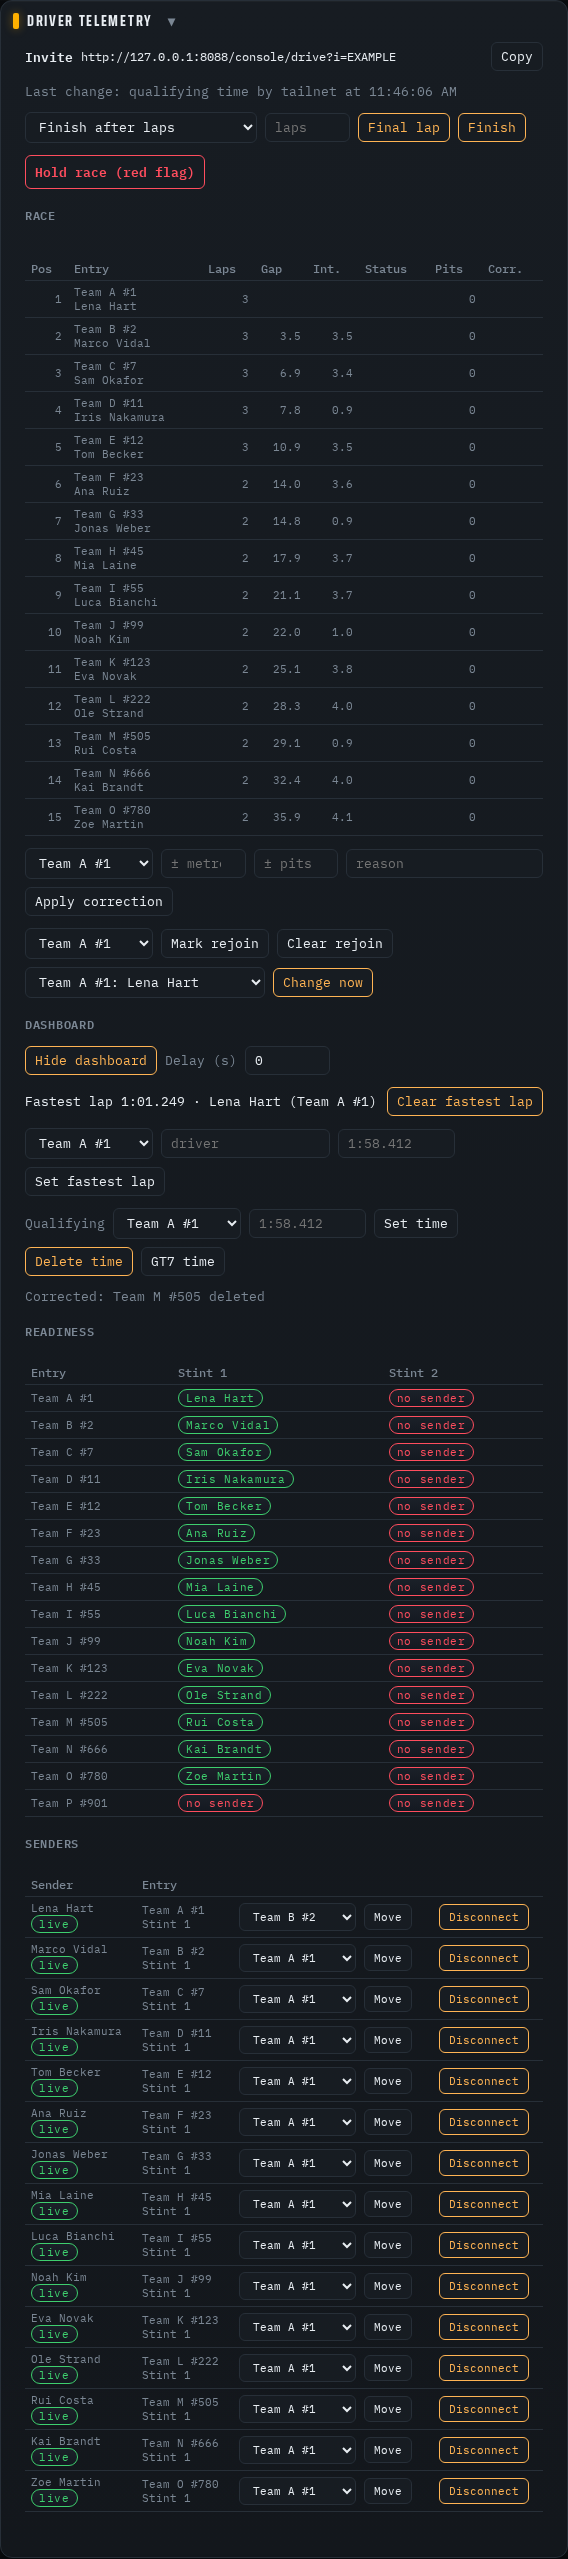 DRIVER TELEMETRY ▼
Invite http://127.0.0.1:8088/console/drive?i=EXAMPLE Copy
Last change: qualifying time by tailnet at 11:46:06 AM
Finish after laps laps Final lap Finish
Hold race (red flag)
RACE
Pos Entry Laps Gap Int. Status Pits Corr.
1 Team A #1 3 0
Lena Hart
2 Team B #2 3 3.5 3.5 0
Marco Vidal
3 Team C #7 3 6.9 3.4 0
Sam Okafor
4 Team D #11 3 7.8 0.9 0
Iris Nakamura
5 Team E #12 3 10.9 3.5 0
Tom Becker
6 Team F #23 2 14.0 3.6 0
Ana Ruiz
7 Team G #33 2 14.8 0.9 0
Jonas Weber
8 Team H #45 2 17.9 3.7 0
Mia Laine
9 Team I #55 2 21.1 3.7 0
Luca Bianchi
10 Team J #99 2 22.0 1.0 0
Noah Kim
11 Team K #123 2 25.1 3.8 0
Eva Novak
12 Team L #222 2 28.3 4.0 0
Ole Strand
13 Team M #505 2 29.1 0.9 0
Rui Costa
14 Team N #666 2 32.4 4.0 0
Kai Brandt
15 Team O #780 2 35.9 4.1 0
Zoe Martin
Team A #1 ± metr ± pits reason
Apply correction
Team A #1 Mark rejoin Clear rejoin
Team A #1: Lena Hart Change now
DASHBOARD
Hide dashboard Delay (s) 0
Fastest lap 1:01.249 · Lena Hart (Team A #1) Clear fastest lap
Team A #1 driver 1:58.412
Set fastest lap
Qualifying Team A #1 1:58.412 Set time
Delete time GT7 time
Corrected: Team M #505 deleted
READINESS
Entry Stint 1 Stint 2
Team A #1 Lena Hart no sender
Team B #2 Marco Vidal no sender
Team C #7 Sam Okafor no sender
Team D #11 Iris Nakamura no sender
Team E #12 Tom Becker no sender
Team F #23 Ana Ruiz no sender
Team G #33 Jonas Weber no sender
Team H #45 Mia Laine no sender
Team I #55 Luca Bianchi no sender
Team J #99 Noah Kim no sender
Team K #123 Eva Novak no sender
Team L #222 Ole Strand no sender
Team M #505 Rui Costa no sender
Team N #666 Kai Brandt no sender
Team O #780 Zoe Martin no sender
Team P #901 no sender no sender
SENDERS
Sender Entry
Lena Hart Team A #1 Team B #2 Move Disconnect
live Stint 1
Marco Vidal Team B #2 Team A #1 Move Disconnect
live Stint 1
Sam Okafor Team C #7 Team A #1 Move Disconnect
live Stint 1
Iris Nakamura Team D #11 Team A #1 Move Disconnect
live Stint 1
Tom Becker Team E #12 Team A #1 Move Disconnect
live Stint 1
Ana Ruiz Team F #23 Team A #1 Move Disconnect
live Stint 1
Jonas Weber Team G #33 Team A #1 Move Disconnect
live Stint 1
Mia Laine Team H #45 Team A #1 Move Disconnect
live Stint 1
Luca Bianchi Team I #55 Team A #1 Move Disconnect
live Stint 1
Noah Kim Team J #99 Team A #1 Move Disconnect
live Stint 1
Eva Novak Team K #123 Team A #1 Move Disconnect
live Stint 1
Ole Strand Team L #222 Team A #1 Move Disconnect
live Stint 1
Rui Costa Team M #505 Team A #1 Move Disconnect
live Stint 1
Kai Brandt Team N #666 Team A #1 Move Disconnect
live Stint 1
Zoe Martin Team O #780 Team A #1 Move Disconnect
live Stint 1